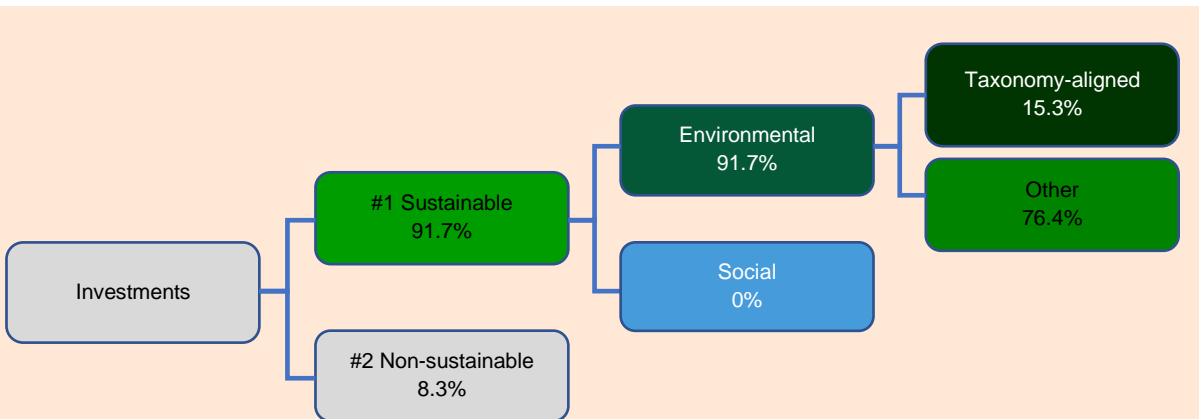 Investments
#1 Sustainable
91.7%
#2 Non-sustainable
8.3%
Environmental
91.7%
Social
0%
Taxonomy-aligned
15.3%
Other
76.4%